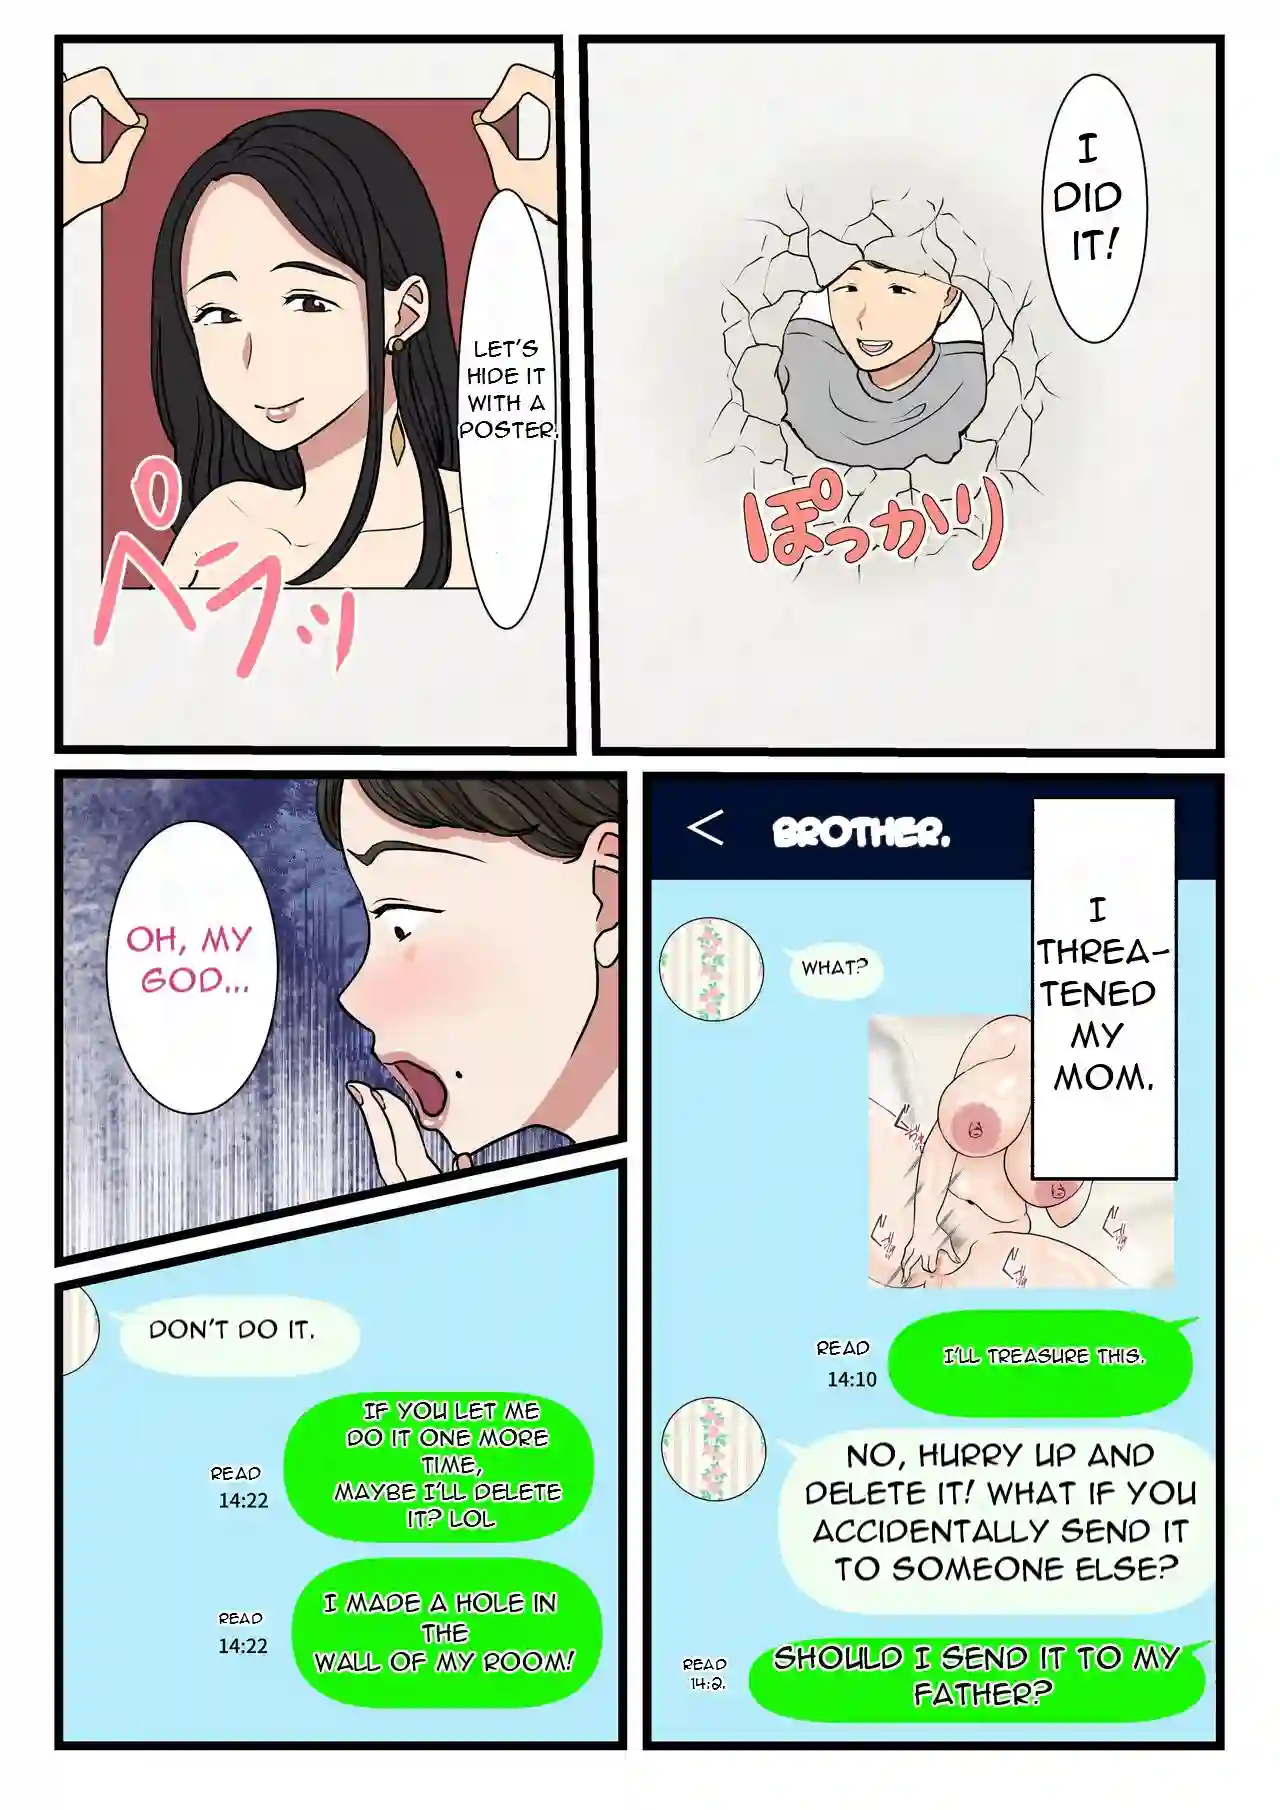 I
DID
IT!
ぽっかり
LET'S
HIDE IT
WITH A
POSTER.
ペラッ
BROTHER.
I
THREA-
TENED
MY
MOM.
WHAT?
READ
14:10
I'LL TREASURE THIS.
NO, HURRY UP AND
DELETE IT! WHAT IF YOU
ACCIDENTALLY SEND IT
TO SOMEONE ELSE?
READ
14:2.
SHOULD I SEND IT TO MY
FATHER?
OH, MY
GOD...
DON'T DO IT.
IF YOU LET ME
DO IT ONE MORE
TIME,
MAYBE I'LL DELETE
IT? LOL
READ
14:22
I MADE A HOLE IN
THE
WALL OF MY ROOM!
READ
14:22